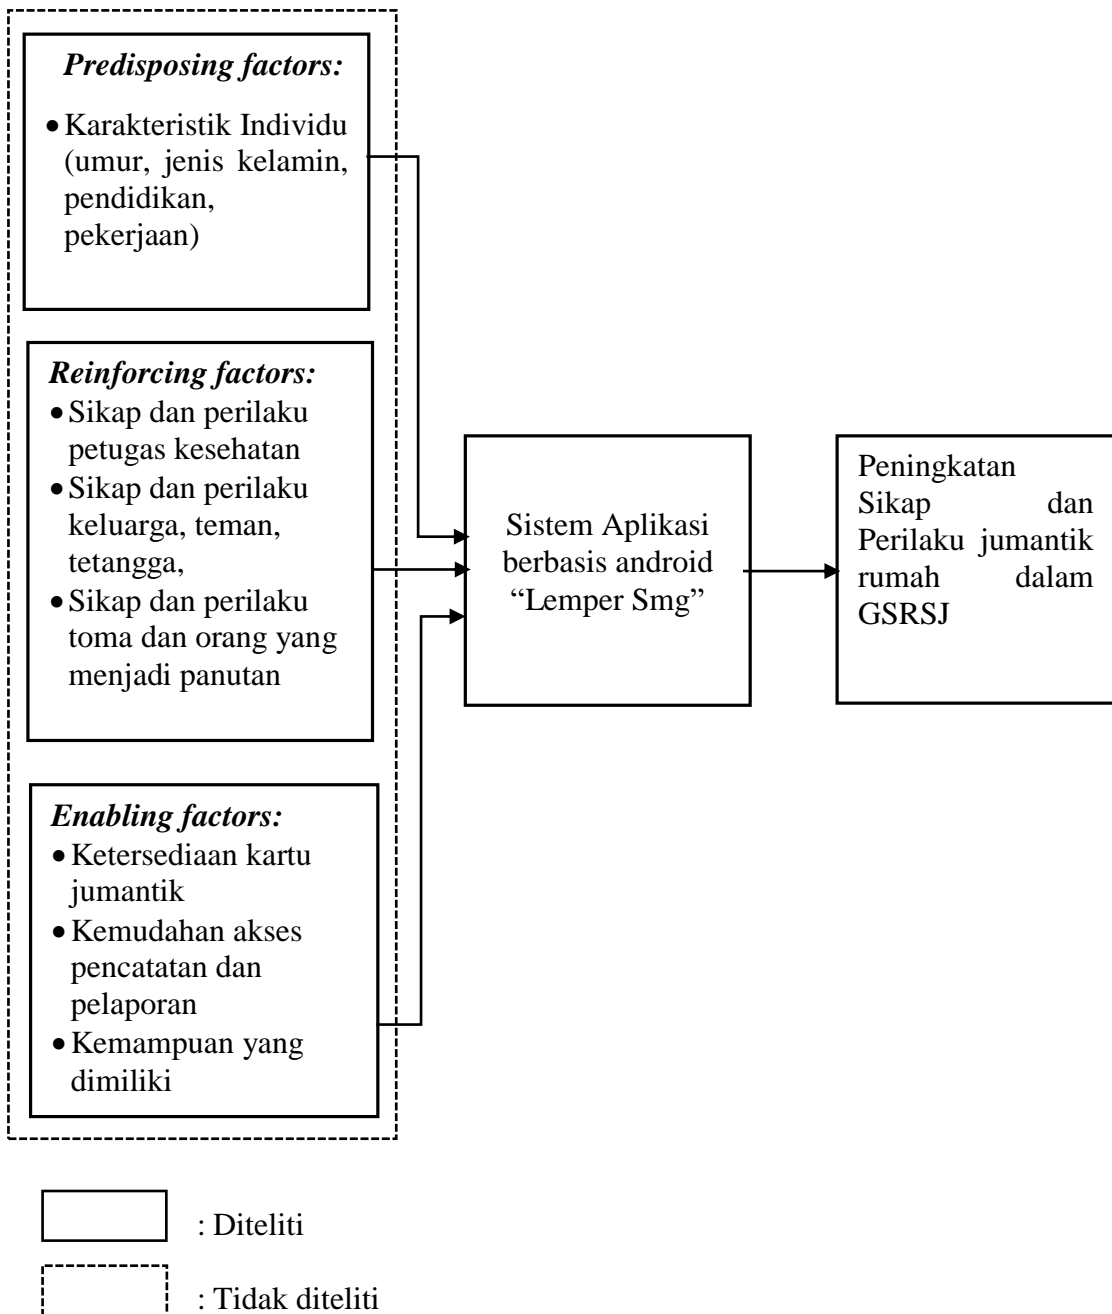 Predisposing factors:
• Karakteristik Individu
(umur, jenis kelamin,
pendidikan,
pekerjaan)
Reinforcing factors:
• Sikap dan perilaku
petugas kesehatan
• Sikap dan perilaku
keluarga, teman,
tetangga,
• Sikap dan perilaku
toma dan orang yang
menjadi panutan
Enabling factors:
• Ketersediaan kartu
jumantik
• Kemudahan akses
pencatatan dan
pelaporan
• Kemampuan yang
dimiliki
Sistem Aplikasi
berbasis android
“Lemper Smg”
Peningkatan
Sikap dan
Perilaku jumantik
rumah dalam
GSRSJ
: Diteliti
: Tidak diteliti